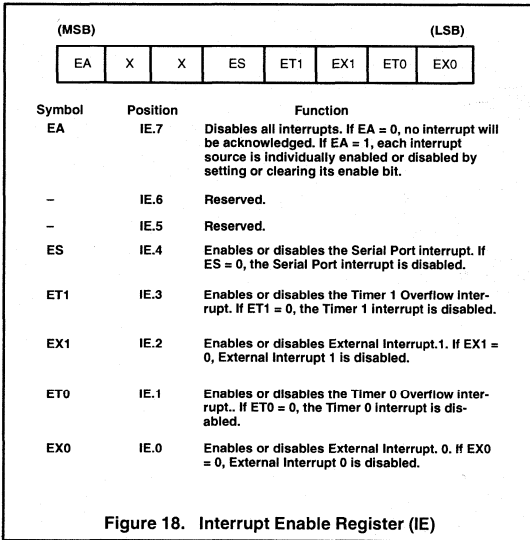 (MSB) (LSB)
EA X X ES ET1 EX1 ET0 EX0
Symbol Position Function
EA IE.7 Disables all interrupts. If EA = 0, no interrupt will
be acknowledged. If EA = 1, each interrupt
source is individually enabled or disabled by
setting or clearing its enable bit.
– IE.6 Reserved.
– IE.5 Reserved.
ES IE.4 Enables or disables the Serial Port interrupt. If
ES = 0, the Serial Port interrupt is disabled.
ET1 IE.3 Enables or disables the Timer 1 Overflow inter-
rupt. If ET1 = 0, the Timer 1 interrupt is disabled.
EX1 IE.2 Enables or disables External Interrupt.1. If EX1 =
0, External Interrupt 1 is disabled.
ET0 IE.1 Enables or disables the Timer 0 Overflow inter-
rupt.. If ET0 = 0, the Timer 0 interrupt is dis-
abled.
EX0 IE.0 Enables or disables External Interrupt. 0. If EX0
= 0, External Interrupt 0 is disabled.
Figure 18. Interrupt Enable Register (IE)